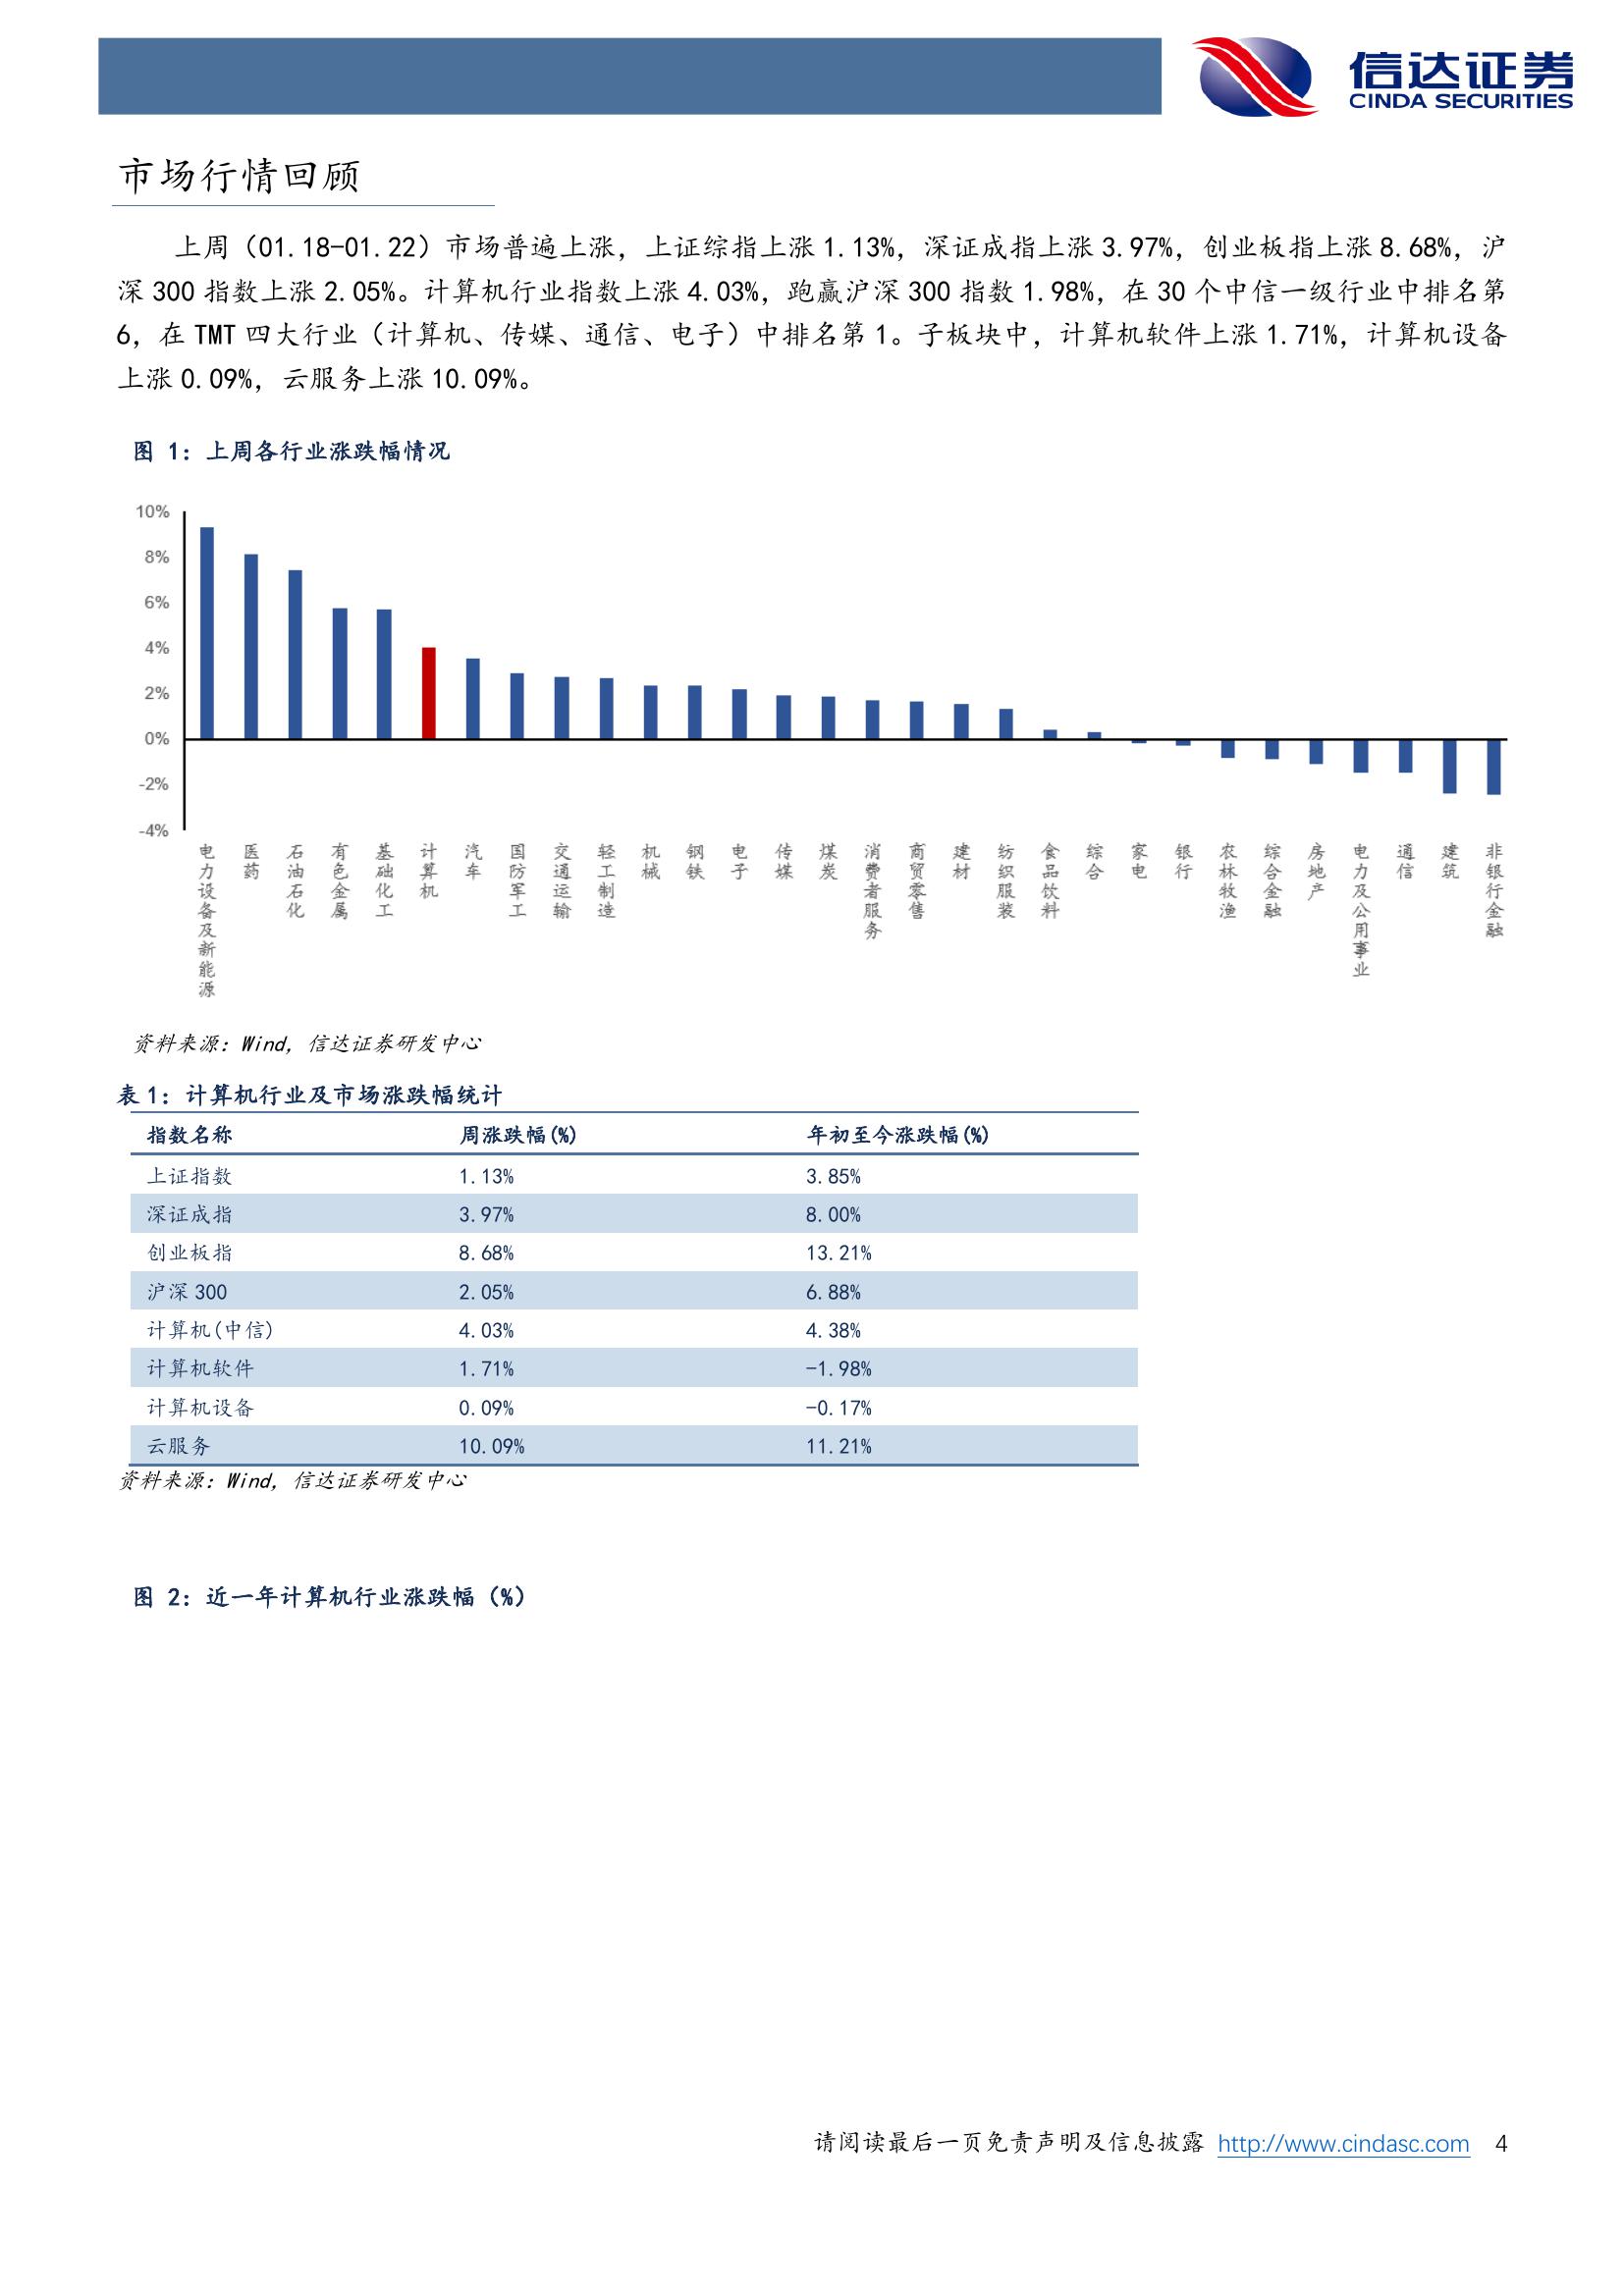 信达证券
CINDA SECURITIES
市场行情回顾
上周（01.18-01.22）市场普遍上涨，上证综指上涨 1.13%，深证成指上涨 3.97%，创业板指上涨 8.68%，沪
深 300 指数上涨 2.05%。计算机行业指数上涨 4.03%，跑赢沪深 300 指数 1.98%，在 30 个中信一级行业中排名第
6，在 TMT 四大行业（计算机、传媒、通信、电子）中排名第 1。子板块中，计算机软件上涨 1.71%，计算机设备
上涨 0.09%，云服务上涨 10.09%。
图 1：上周各行业涨跌幅情况
10%
8%
6%
4%
2%
0%
-2%
-4%
电力设备及新能源
医药
石油石化
有色金属
基础化工
计算机
汽车
国防军工
交通运输
轻工制造
机械
钢铁
电子
传媒
煤炭
消费者服务
商贸零售
建材
纺织服装
食品饮料
综合
家电
银行
农林牧渔
综合金融
房地产
电力及公用事业
通信
建筑
非银行金融
资料来源：Wind，信达证券研发中心
表 1：计算机行业及市场涨跌幅统计
指数名称 周涨跌幅(%) 年初至今涨跌幅(%)
上证指数 1.13% 3.85%
深证成指 3.97% 8.00%
创业板指 8.68% 13.21%
沪深 300 2.05% 6.88%
计算机(中信) 4.03% 4.38%
计算机软件 1.71% -1.98%
计算机设备 0.09% -0.17%
云服务 10.09% 11.21%
资料来源：Wind，信达证券研发中心
图 2：近一年计算机行业涨跌幅（%）
请阅读最后一页免责声明及信息披露 http://www.cindasc.com 4